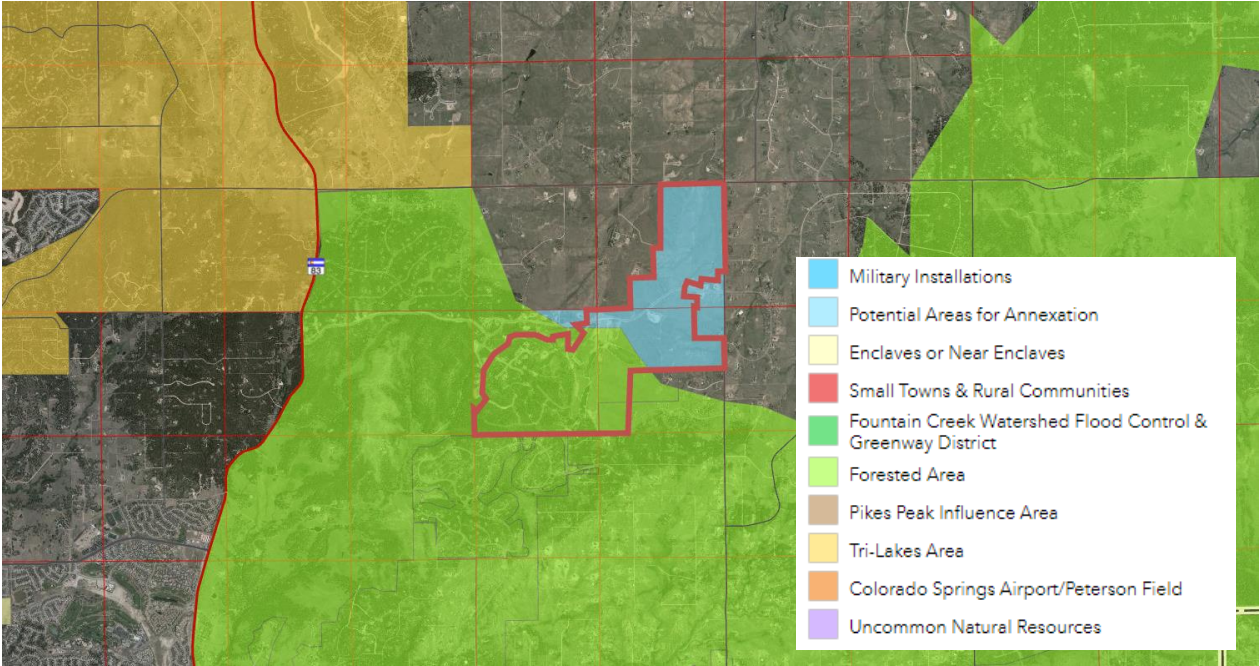 83
Military Installations
Potential Areas for Annexation
Enclaves or Near Enclaves
Small Towns & Rural Communities
Fountain Creek Watershed Flood Control &
Greenway District
Forested Area
Pikes Peak Influence Area
Tri-Lakes Area
Colorado Springs Airport/Peterson Field
Uncommon Natural Resources